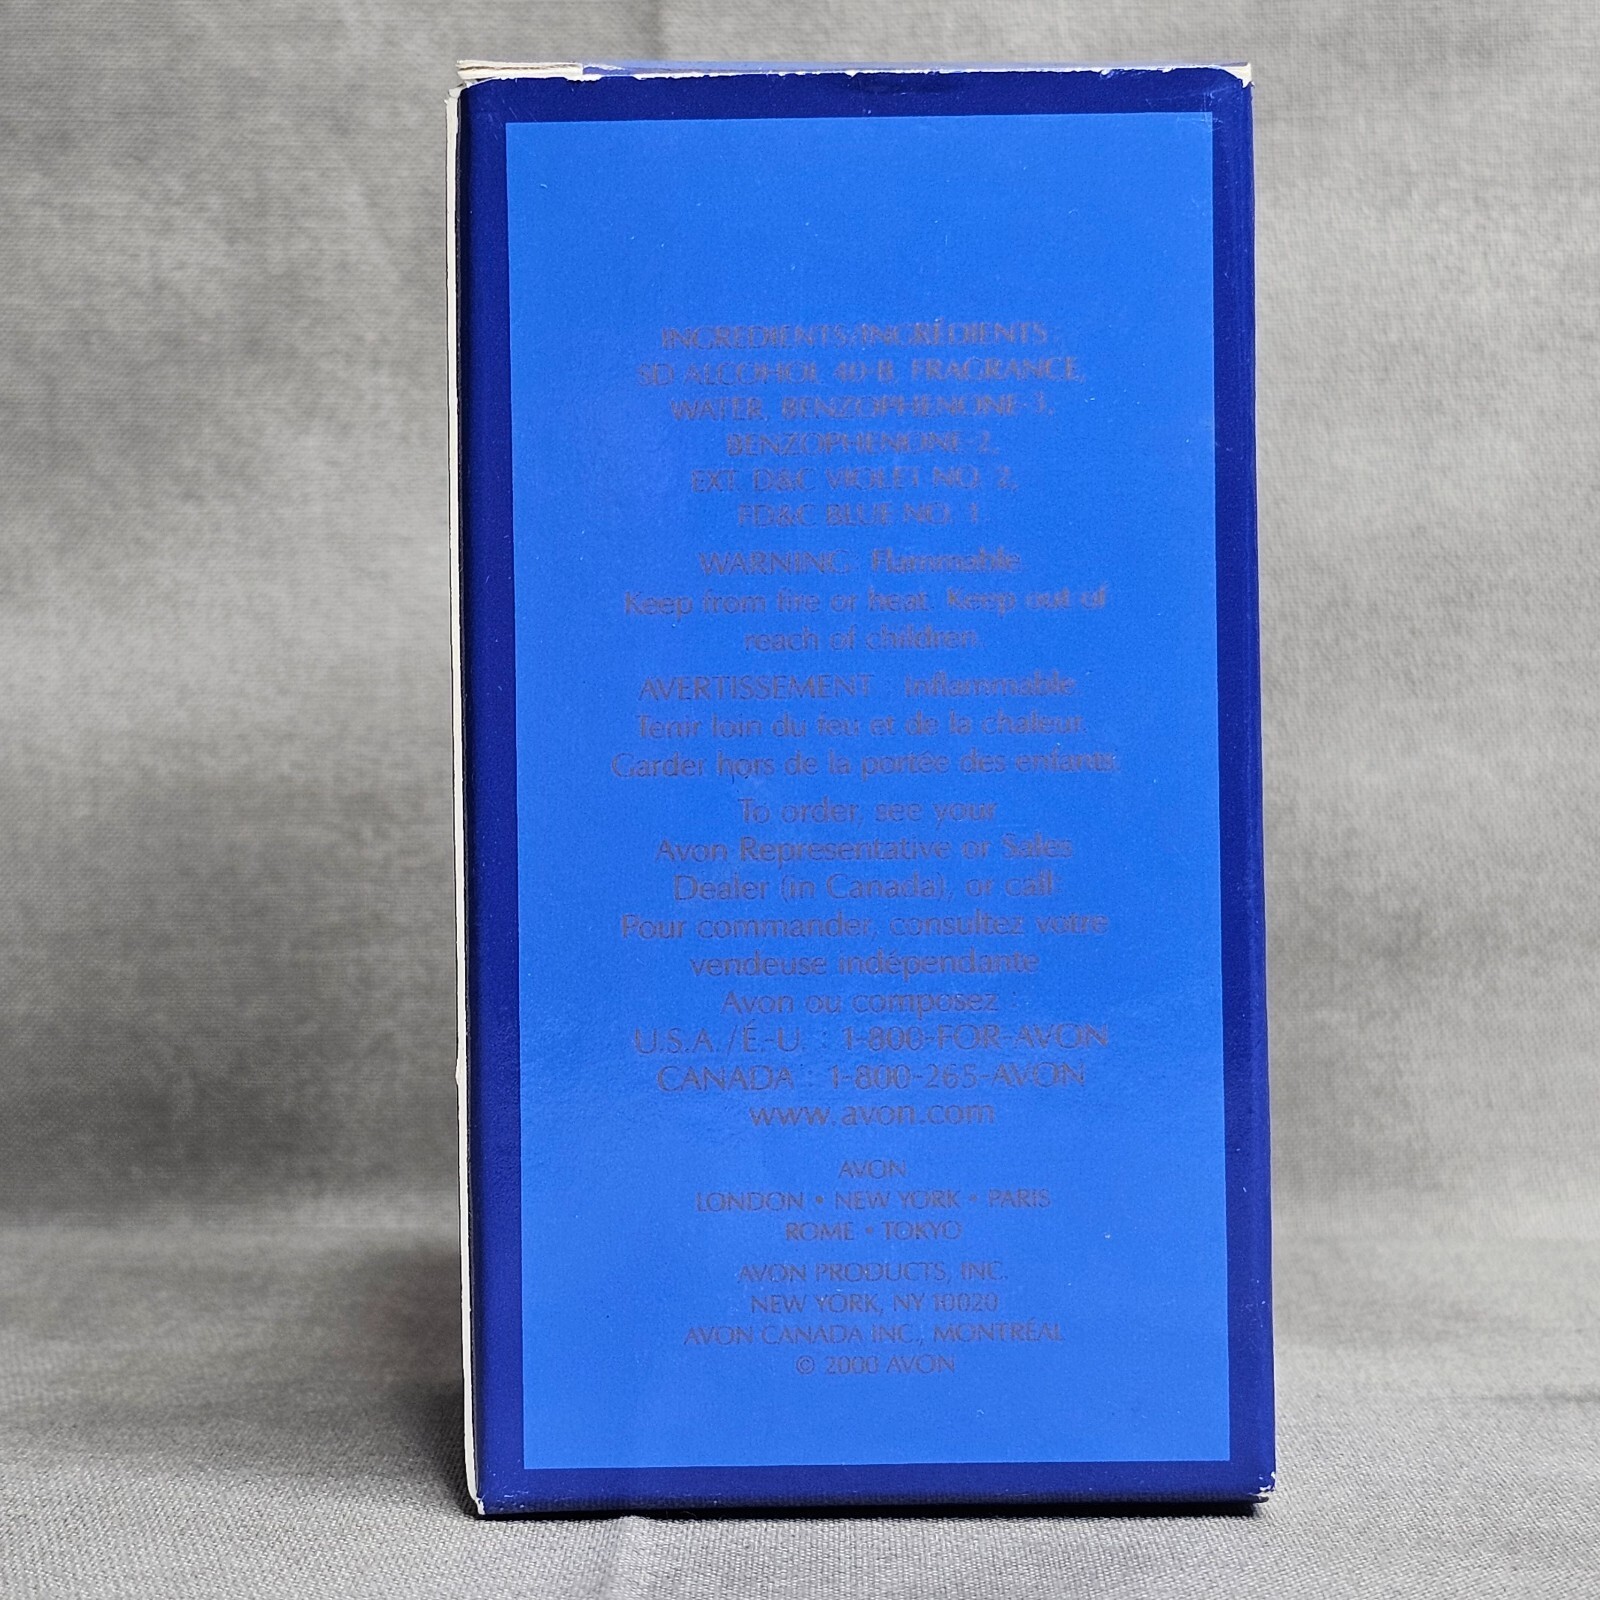 INGREDIENTS/INGRÉDIENTS :
SD ALCOHOL 40-B, FRAGRANCE,
WATER, BENZOPHENONE-3,
BENZOPHENONE-2,
EXT. D&C VIOLET NO. 2,
FD&C BLUE NO. 1.
WARNING: Flammable
Keep from fire or heat. Keep out of
reach of children.
AVERTISSEMENT : Inflammable.
Tenir loin du feu et de la chaleur.
Garder hors de la portée des enfants.
To order, see your
Avon Representative or Sales
Dealer (in Canada), or call:
Pour commander, consultez votre
vendeuse indépendante
Avon ou composez :
U.S.A./É.-U. : 1-800-FOR-AVON
CANADA : 1-800-265-AVON
www.avon.com
AVON
LONDON • NEW YORK • PARIS
ROME • TOKYO
AVON PRODUCTS, INC.
NEW YORK, NY 10020
AVON CANADA INC., MONTRÉAL
© 2000 AVON